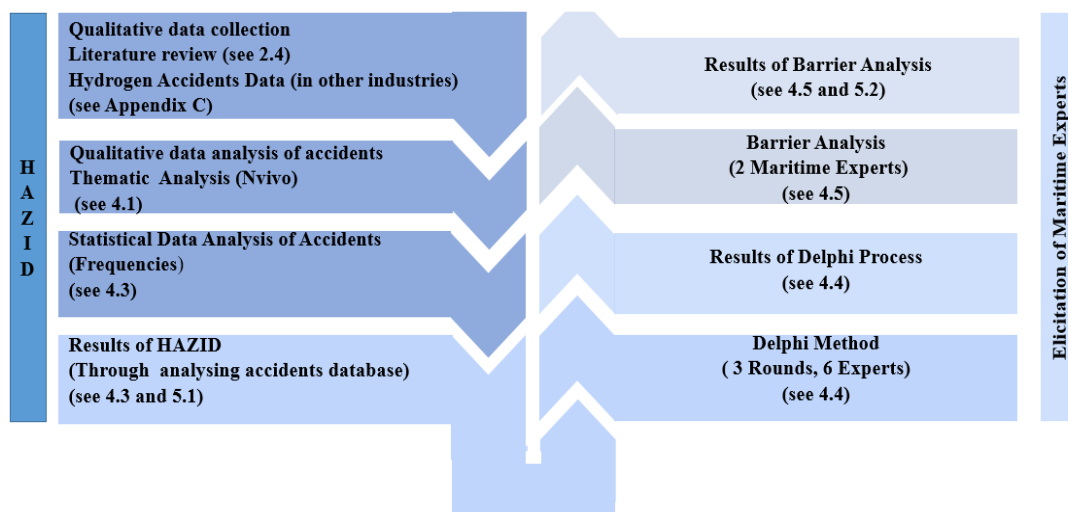 HAZID
Qualitative data collection
Literature review (see 2.4)
Hydrogen Accidents Data (in other industries)
(see Appendix C)
Qualitative data analysis of accidents
Thematic Analysis (Nvivo)
(see 4.1)
Statistical Data Analysis of Accidents
(Frequencies)
(see 4.3)
Results of HAZID
(Through analysing accidents database)
(see 4.3 and 5.1)
Results of Barrier Analysis
(see 4.5 and 5.2)
Barrier Analysis
(2 Maritime Experts)
(see 4.5)
Results of Delphi Process
(see 4.4)
Delphi Method
( 3 Rounds, 6 Experts)
(see 4.4)
Elicitation of Maritime Experts